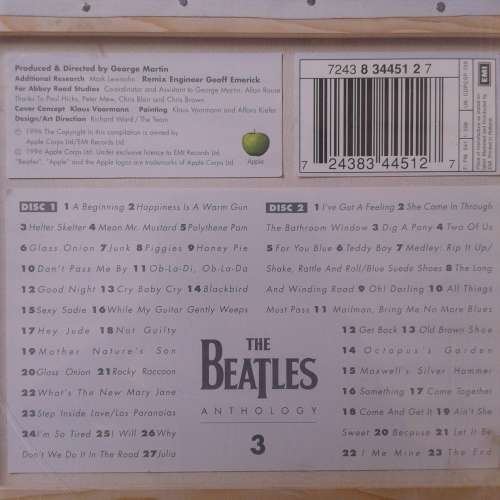 Produced & Directed by George Martin
Additional Research Mark Lewisohn Remix Engineer Geoff Emerick
For Abbey Road Studios Coordinator and Assistant to George Martin, Allan Rouse
Thanks To Paul Hicks, Peter Mew, Chris Blair and Chris Brown
Cover Concept Klaus Voormann Painting Klaus Voormann and Alfons Kiefer
Design/Art Direction Richard Ward / The Team
℗ 1996 The Copyright in this compilation is owned by
Apple Corps Ltd/EMI Records Ltd.
© 1996 Apple Corps Ltd. Under exclusive licence to EMI Records Ltd.
"Beatles", "Apple" and the Apple logos are trademarks of Apple Corps Ltd.
Apple
7243 8 34451 2 7
7 24383 44512 7
EMI
DISC 1 1 A Beginning 2 Happiness Is A Warm Gun
3 Helter Skelter 4 Mean Mr. Mustard 5 Polythene Pam
6 Glass Onion 7 Junk 8 Piggies 9 Honey Pie
10 Don't Pass Me By 11 Ob-La-Di, Ob-La-Da
12 Good Night 13 Cry Baby Cry 14 Blackbird
15 Sexy Sadie 16 While My Guitar Gently Weeps
17 Hey Jude 18 Not Guilty
19 Mother Nature's Son
20 Glass Onion 21 Rocky Raccoon
22 What's The New Mary Jane
23 Step Inside Love/Los Paranoias
24 I'm So Tired 25 I Will 26 Why
Don't We Do It In The Road 27 Julia
THE
BEATLES
ANTHOLOGY
3
DISC 2 1 I've Got A Feeling 2 She Came In Through
The Bathroom Window 3 Dig A Pony 4 Two Of Us
5 For You Blue 6 Teddy Boy 7 Medley: Rip It Up/
Shake, Rattle And Roll/Blue Suede Shoes 8 The Long
And Winding Road 9 Oh! Darling 10 All Things
Must Pass 11 Mailman, Bring Me No More Blues
12 Get Back 13 Old Brown Shoe
14 Octopus's Garden
15 Maxwell's Silver Hammer
16 Something 17 Come Together
18 Come And Get It 19 Ain't She
Sweet 20 Because 21 Let It Be
22 I Me Mine 23 The End